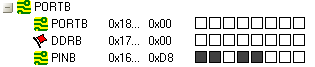 PORTB
PORTB 0x18... 0x00
DDRB 0x17... 0x00
PINB 0x16... 0xD8